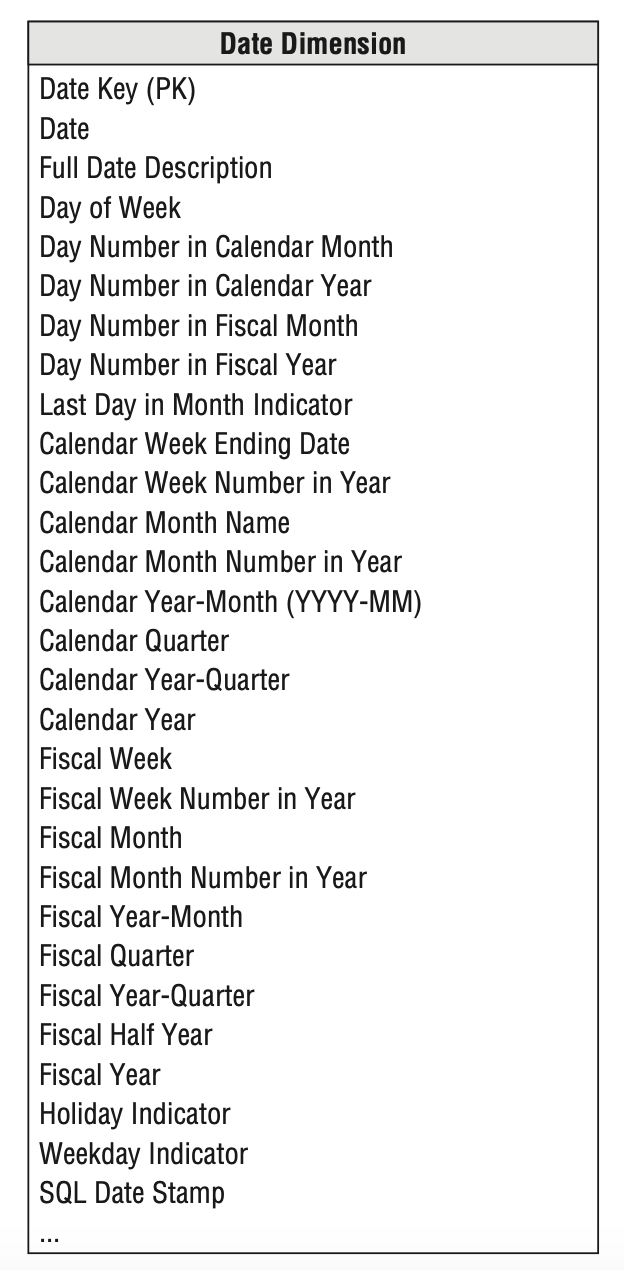 Date Dimension
Date Key (PK)
Date
Full Date Description
Day of Week
Day Number in Calendar Month
Day Number in Calendar Year
Day Number in Fiscal Month
Day Number in Fiscal Year
Last Day in Month Indicator
Calendar Week Ending Date
Calendar Week Number in Year
Calendar Month Name
Calendar Month Number in Year
Calendar Year-Month (YYYY-MM)
Calendar Quarter
Calendar Year-Quarter
Calendar Year
Fiscal Week
Fiscal Week Number in Year
Fiscal Month
Fiscal Month Number in Year
Fiscal Year-Month
Fiscal Quarter
Fiscal Year-Quarter
Fiscal Half Year
Fiscal Year
Holiday Indicator
Weekday Indicator
SQL Date Stamp
...